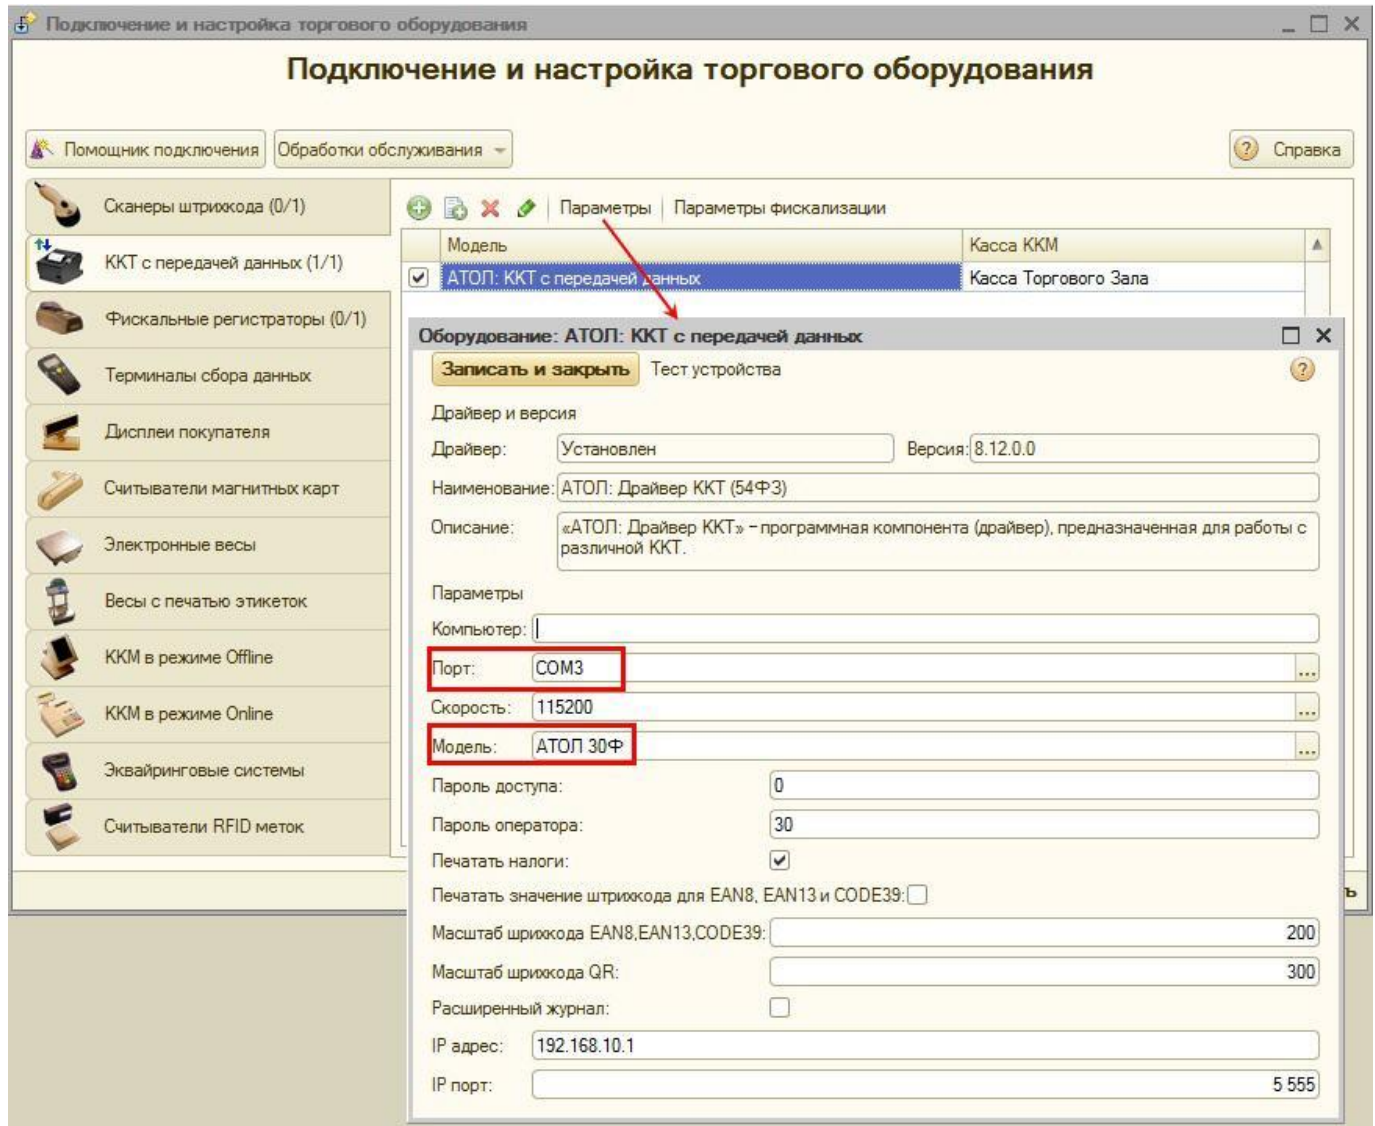 Подключение и настройка торгового оборудования
Подключение и настройка торгового оборудования
Помощник подключения Обработки обслуживания Справка
Сканеры штрихкода (0/1)
ККТ с передачей данных (1/1)
Фискальные регистраторы (0/1)
Терминалы сбора данных
Дисплеи покупателя
Считыватели магнитных карт
Электронные весы
Весы с печатью этикеток
ККМ в режиме Offline
ККМ в режиме Online
Эквайринговые системы
Считыватели RFID меток
Параметры Параметры фискализации
Модель Касса ККМ
АТОЛ: ККТ с передачей данных Касса Торгового Зала
Оборудование: АТОЛ: ККТ с передачей данных
Записать и закрыть Тест устройства
Драйвер и версия
Драйвер: Установлен Версия: 8.12.0.0
Наименование: АТОЛ: Драйвер ККТ (54ФЗ)
Описание: «АТОЛ: Драйвер ККТ» – программная компонента (драйвер), предназначенная для работы с
различной ККТ.
Параметры
Компьютер:
Порт: COM3 ...
Скорость: 115200 ...
Модель: АТОЛ 30Ф ...
Пароль доступа: 0
Пароль оператора: 30
Печатать налоги:
Печатать значение штрихкода для EAN8, EAN13 и CODE39:
Масштаб шрихкода EAN8,EAN13,CODE39: 200
Масштаб шрихкода QR: 300
Расширенный журнал:
IP адрес: 192.168.10.1
IP порт: 5 555